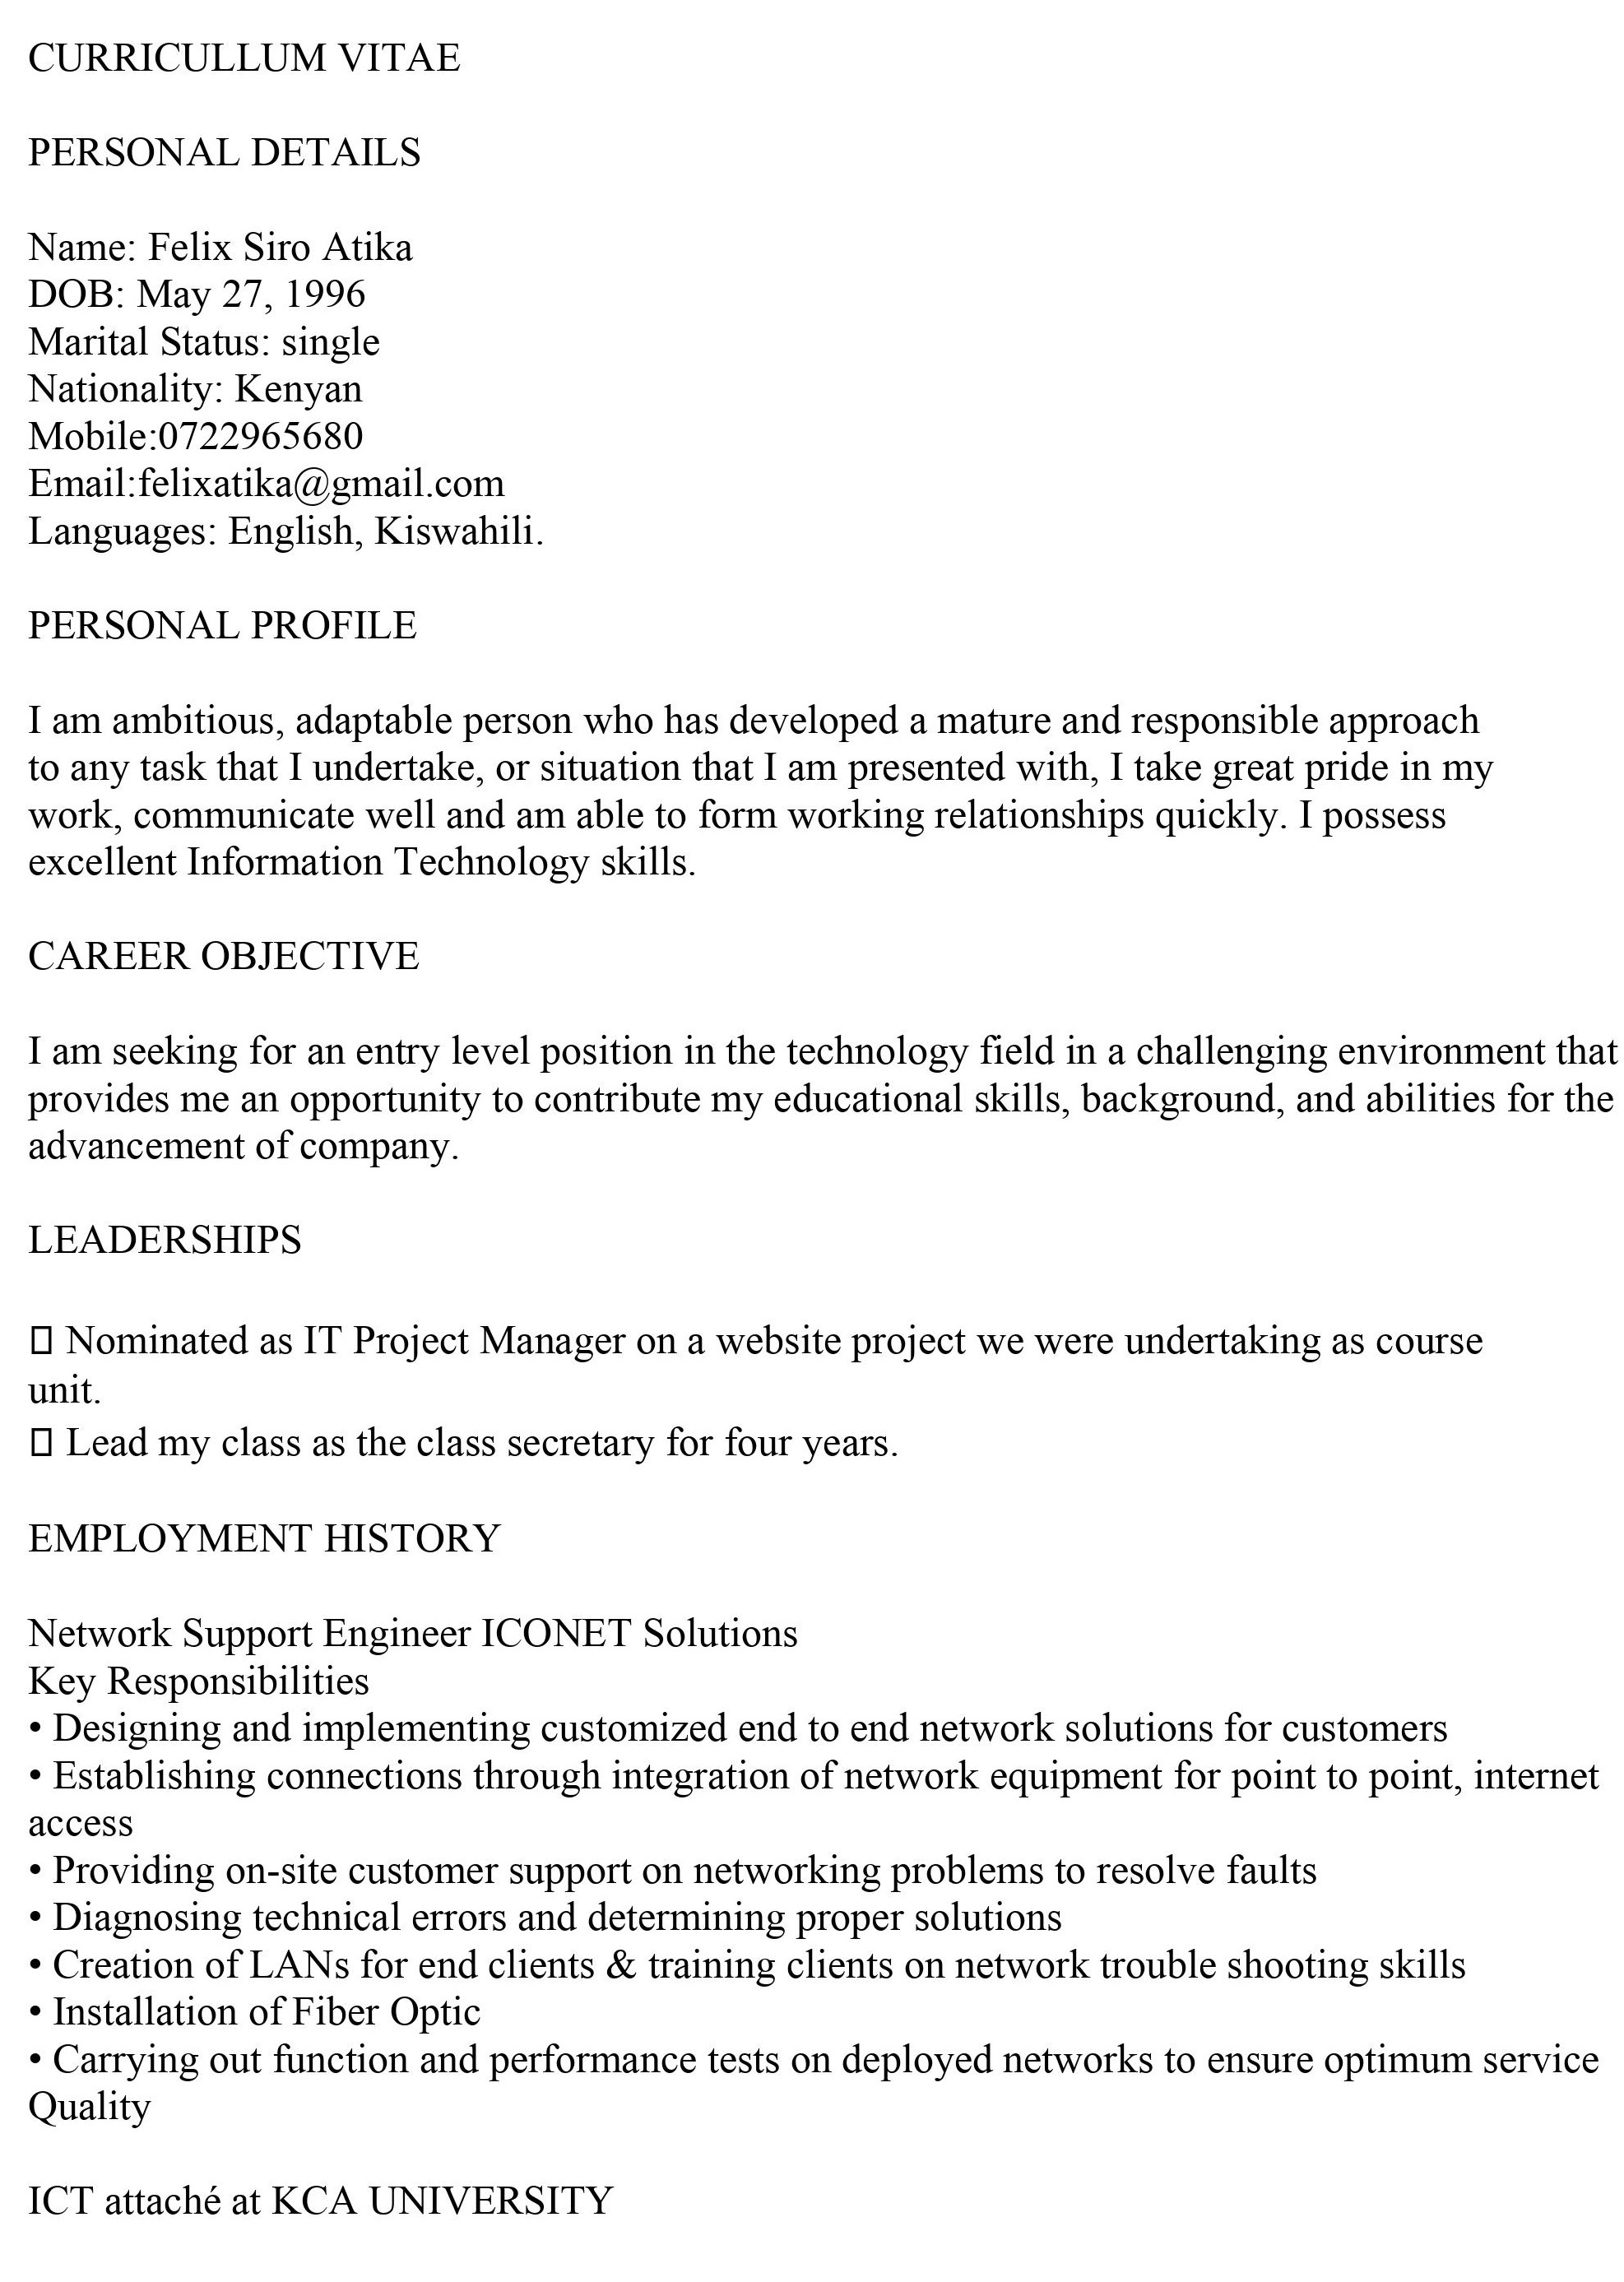 CURRICULLUM VITAE
PERSONAL DETAILS
Name: Felix Siro Atika
DOB: May 27, 1996
Marital Status: single
Nationality: Kenyan
Mobile:0722965680
Email:felixatika@gmail.com
Languages: English, Kiswahili.
PERSONAL PROFILE
I am ambitious, adaptable person who has developed a mature and responsible approach
to any task that I undertake, or situation that I am presented with, I take great pride in my
work, communicate well and am able to form working relationships quickly. I possess
excellent Information Technology skills.
CAREER OBJECTIVE
I am seeking for an entry level position in the technology field in a challenging environment that
provides me an opportunity to contribute my educational skills, background, and abilities for the
advancement of company.
LEADERSHIPS
 Nominated as IT Project Manager on a website project we were undertaking as course
unit.
 Lead my class as the class secretary for four years.
EMPLOYMENT HISTORY
Network Support Engineer ICONET Solutions
Key Responsibilities
• Designing and implementing customized end to end network solutions for customers
• Establishing connections through integration of network equipment for point to point, internet
access
• Providing on-site customer support on networking problems to resolve faults
• Diagnosing technical errors and determining proper solutions
• Creation of LANs for end clients & training clients on network trouble shooting skills
• Installation of Fiber Optic
• Carrying out function and performance tests on deployed networks to ensure optimum service
Quality
ICT attaché at KCA UNIVERSITY